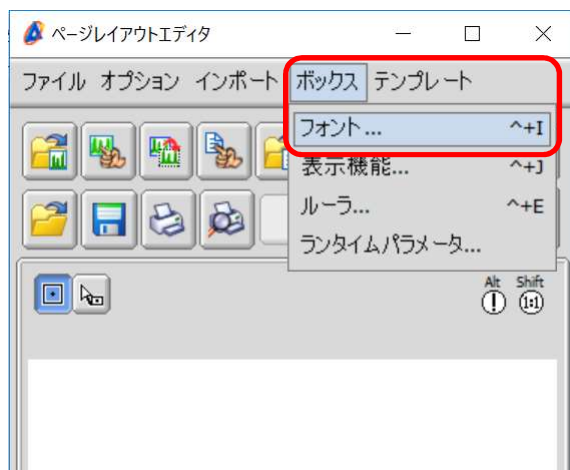 ページレイアウトエディタ
ファイル オプション インポート ボックス テンプレート
フォント... ^+I
表示機能... ^+J
ルーラ... ^+E
ランタイムパラメータ...
Alt Shift
1:1